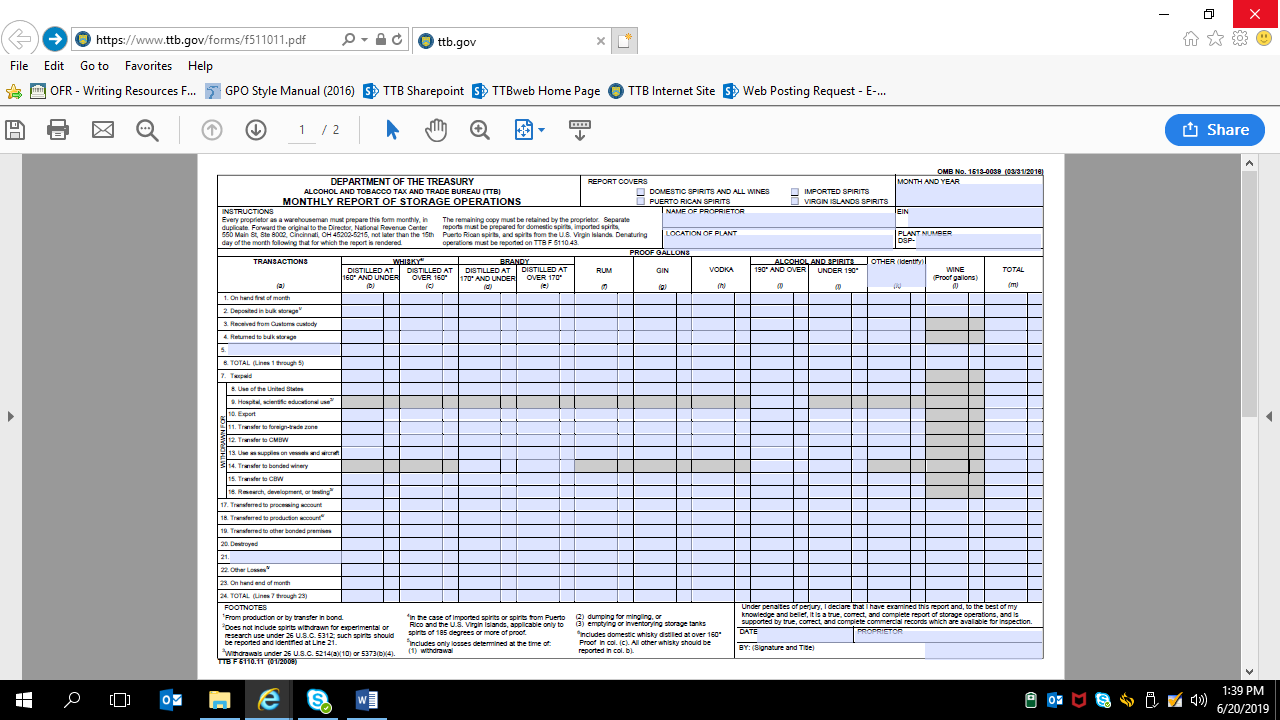 https://www.ttb.gov/forms/f511011.pdf
ttb.gov
File Edit Go to Favorites Help
OFR - Writing Resources F... GPO Style Manual (2016) TTB Sharepoint TTBweb Home Page TTB Internet Site Web Posting Request - E-...
1 / 2
Share
OMB No. 1513-0039 (03/31/2016)
DEPARTMENT OF THE TREASURY
ALCOHOL AND TOBACCO TAX AND TRADE BUREAU (TTB)
MONTHLY REPORT OF STORAGE OPERATIONS
REPORT COVERS
DOMESTIC SPIRITS AND ALL WINES
IMPORTED SPIRITS
PUERTO RICAN SPIRITS
VIRGIN ISLANDS SPIRITS
MONTH AND YEAR
INSTRUCTIONS
Every proprietor as a warehouseman must prepare this form monthly, in
duplicate. Forward the original to the Director, National Revenue Center
550 Main St, Ste 8002, Cincinnati, OH 45202-5215, not later than the 15th
day of the month following that for which the report is rendered.
The remaining copy must be retained by the proprietor. Separate
reports must be prepared for domestic spirits, imported spirits,
Puerto Rican spirits, and spirits from the U.S. Virgin Islands. Denaturing
operations must be reported on TTB F 5110.43.
NAME OF PROPRIETOR
EIN
LOCATION OF PLANT
PLANT NUMBER
DSP-
PROOF GALLONS
TRANSACTIONS
(a)
WHISKY6/
DISTILLED AT
160° AND UNDER
(b)
DISTILLED AT
OVER 160°
(c)
BRANDY
DISTILLED AT
170° AND UNDER
(d)
DISTILLED AT
OVER 170°
(e)
RUM
(f)
GIN
(g)
VODKA
(h)
ALCOHOL AND SPIRITS
190° AND OVER
(i)
UNDER 190°
(j)
OTHER (Identify)
(k)
WINE
(Proof gallons)
(l)
TOTAL
(m)
1. On hand first of month
2. Deposited in bulk storage1/
3. Received from Customs custody
4. Returned to bulk storage
5.
6. TOTAL (Lines 1 through 5)
7. Taxpaid
WITHDRAWN FOR
8. Use of the United States
9. Hospital, scientific educational use2/
10. Export
11. Transfer to foreign-trade zone
12. Transfer to CMBW
13. Use as supplies on vessels and aircraft
14. Transfer to bonded winery
15. Transfer to CBW
16. Research, development, or testing3/
17. Transferred to processing account
18. Transferred to production account4/
19. Transferred to other bonded premises
20. Destroyed
21.
22. Other Losses5/
23. On hand end of month
24. TOTAL (Lines 7 through 23)
FOOTNOTES
1From production or by transfer in bond.
2Does not include spirits withdrawn for experimental or
research use under 26 U.S.C. 5312; such spirits should
be reported and identified at Line 21.
3Withdrawals under 26 U.S.C. 5214(a)(10) or 5373(b)(4).
4In the case of imported spirits or spirits from Puerto
Rico and the U.S. Virgin Islands, applicable only to
spirits of 185 degrees or more of proof.
5Includes only losses determined at the time of:
(1) withdrawal
(2) dumping for mingling, or
(3) emptying or inventorying storage tanks
6Includes domestic whisky distilled at over 160°
Proof in col. (c). All other whisky should be
reported in col. b).
Under penalties of perjury, I declare that I have examined this report and, to the best of my
knowledge and belief, it is a true, correct, and complete report of storage operations, and is
supported by true, correct, and complete commercial records which are available for inspection.
DATE
PROPRIETOR
BY: (Signature and Title)
TTB F 5110.11 (01/2009)
1:39 PM
6/20/2019